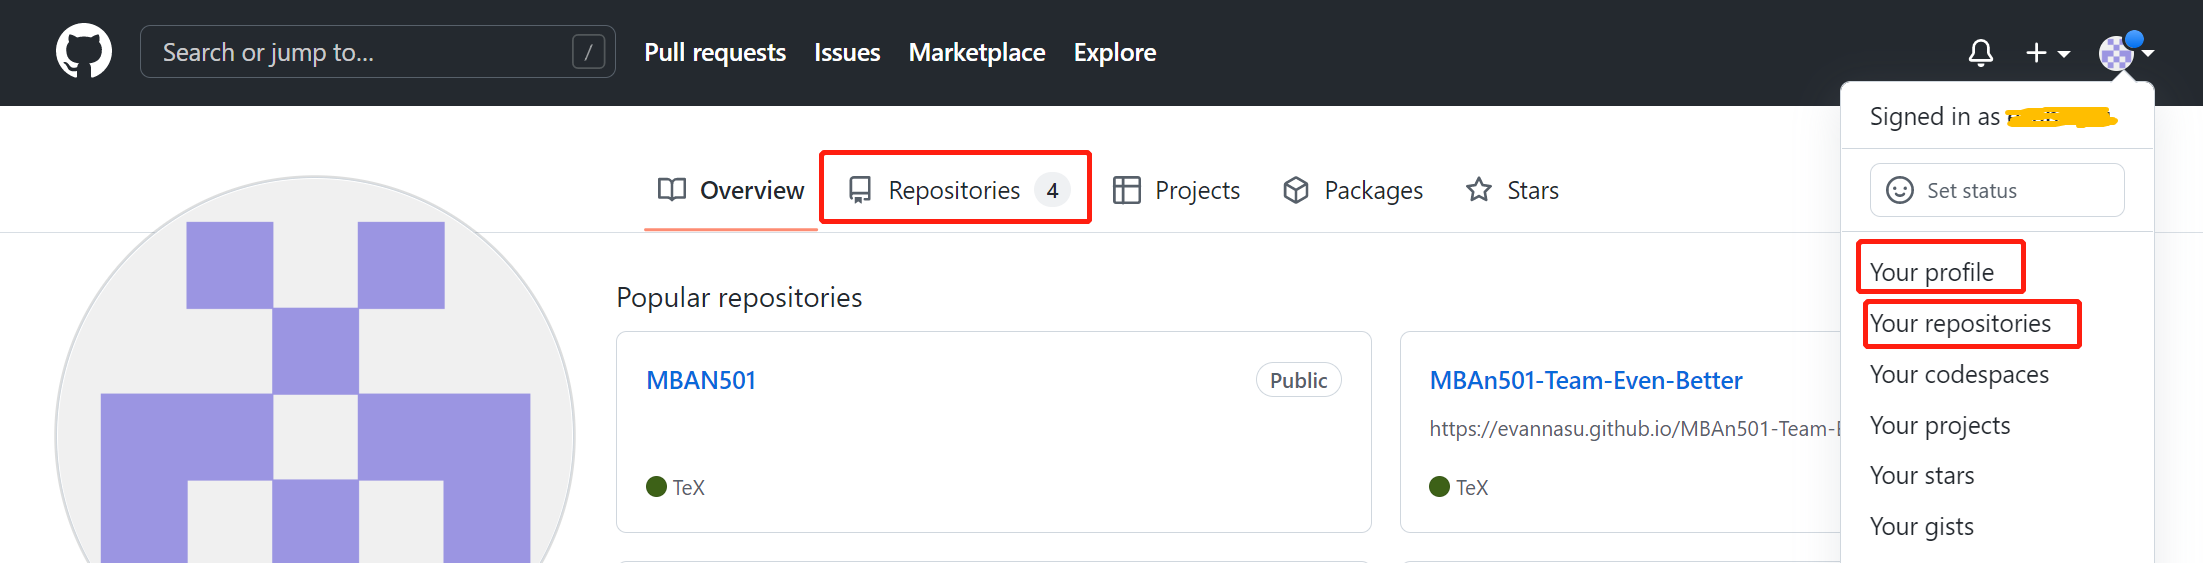 Search or jump to... /
Pull requests Issues Marketplace Explore
Signed in as
Overview Repositories 4 Projects Packages Stars
Set status
Your profile
Your repositories
Your codespaces
Your projects
Your stars
Your gists
Popular repositories
MBAN501 Public
TeX
MBAn501-Team-Even-Better
https://evannasu.github.io/MBAn501-Team-E
TeX